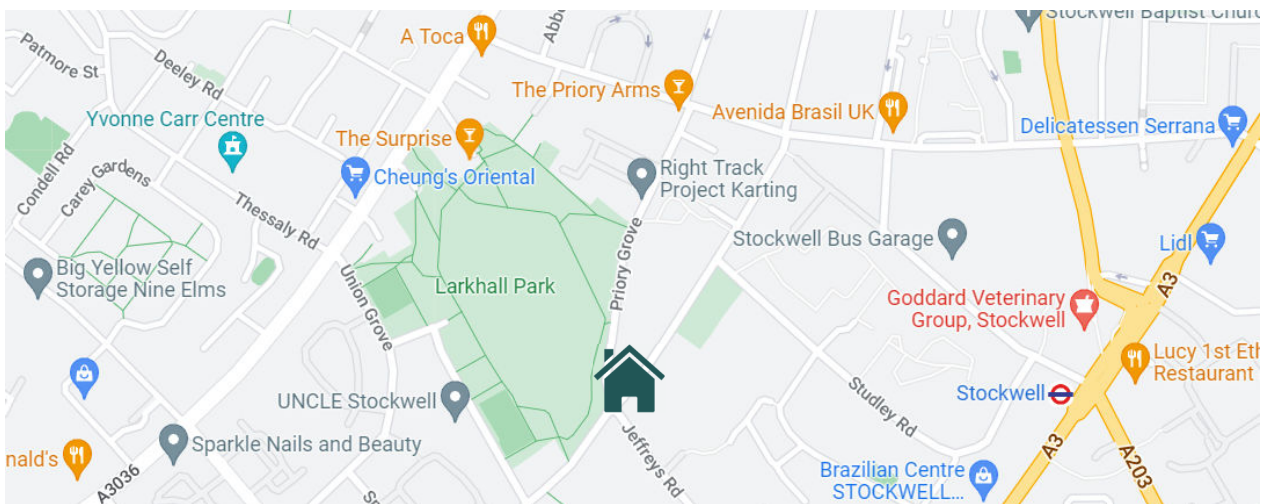 Stockwell Baptist Churc
A Toca
Abbe
Patmore St
Deeley Rd
The Priory Arms
Avenida Brasil UK
Yvonne Carr Centre
The Surprise
Delicatessen Serrana
Condell Rd
Carey Gardens
Cheung's Oriental
Right Track
Project Karting
Thessaly Rd
Priory Grove
Stockwell Bus Garage
Lidl
Big Yellow Self
Storage Nine Elms
Union Grove
Larkhall Park
A3
Goddard Veterinary
Group, Stockwell
Lucy 1st Eth
Restaurant
UNCLE Stockwell
Studley Rd
Stockwell
Sparkle Nails and Beauty
Jeffreys Rd
nald's
A3036
A3
A203
Brazilian Centre
STOCKWELL...